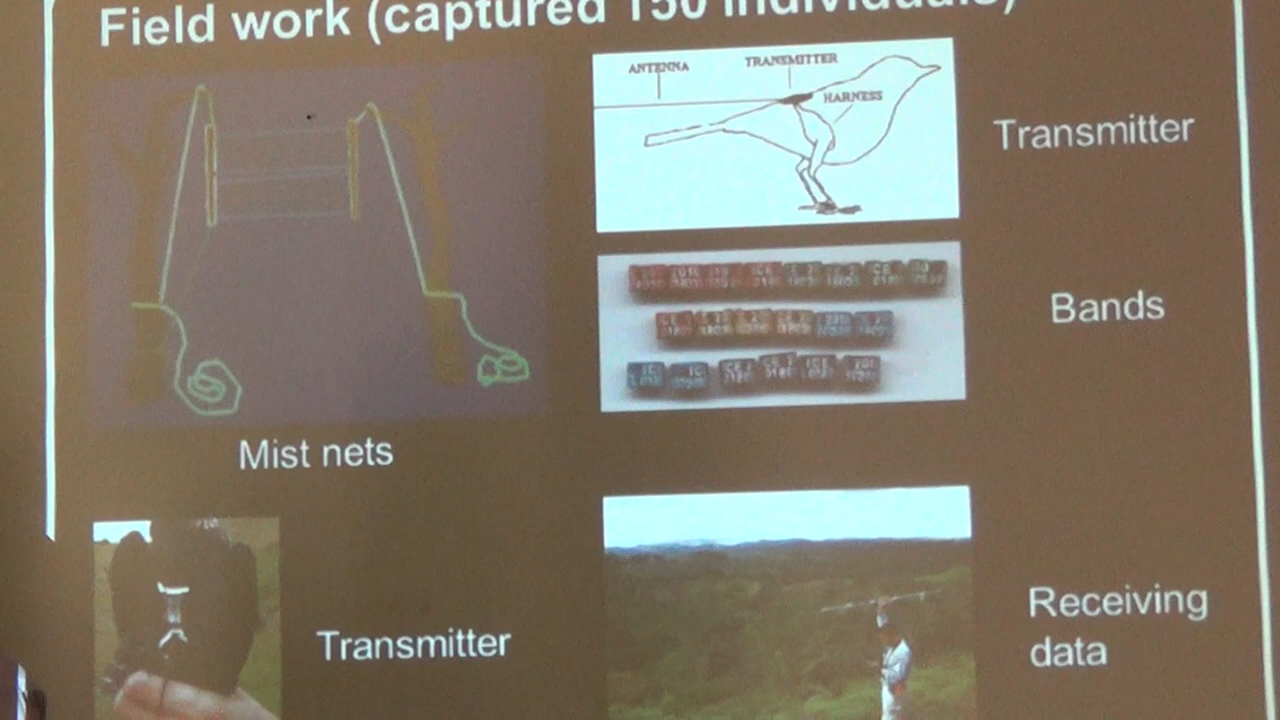 Field work (captured 150 individuals)
ANTENNA
TRANSMITTER
HARNESS
Transmitter
Bands
Mist nets
Transmitter
Receiving
data